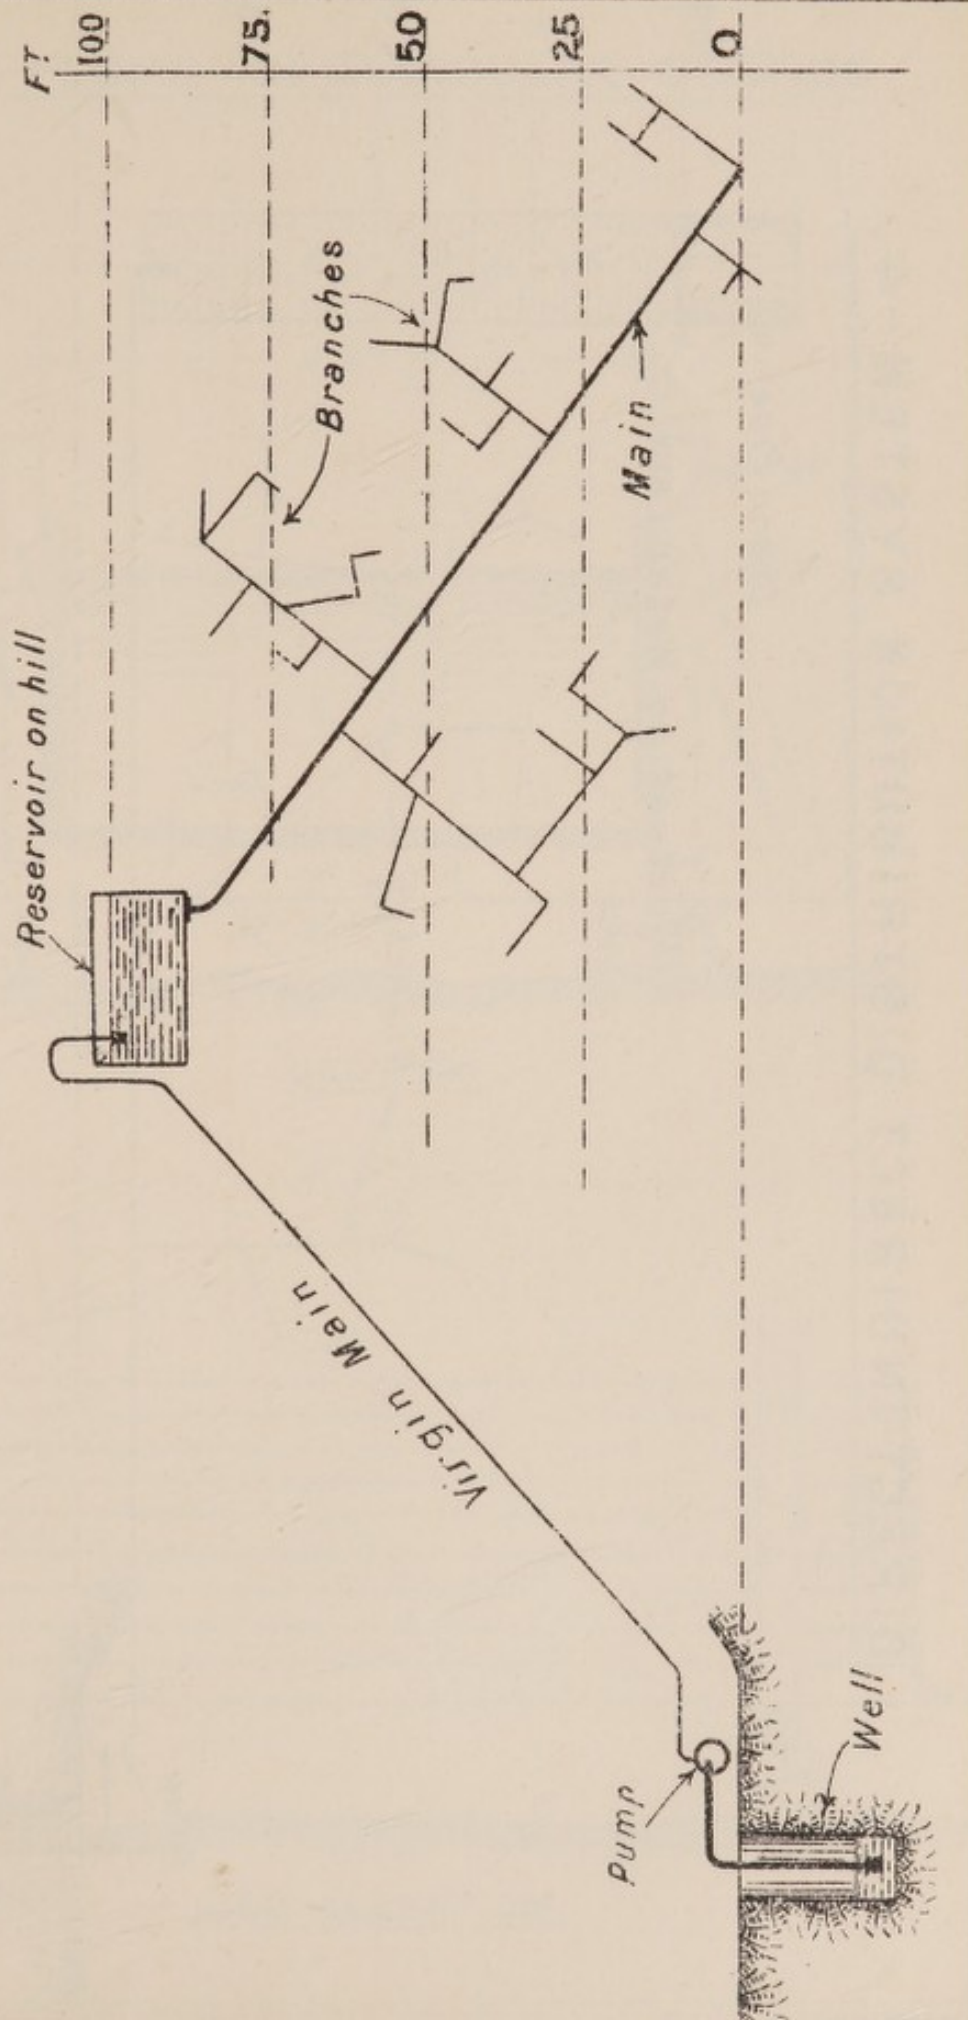 Reservoir on hill
FT
100
75.
50
25
0
Branches
Main
Virgin Main
Pump
Well